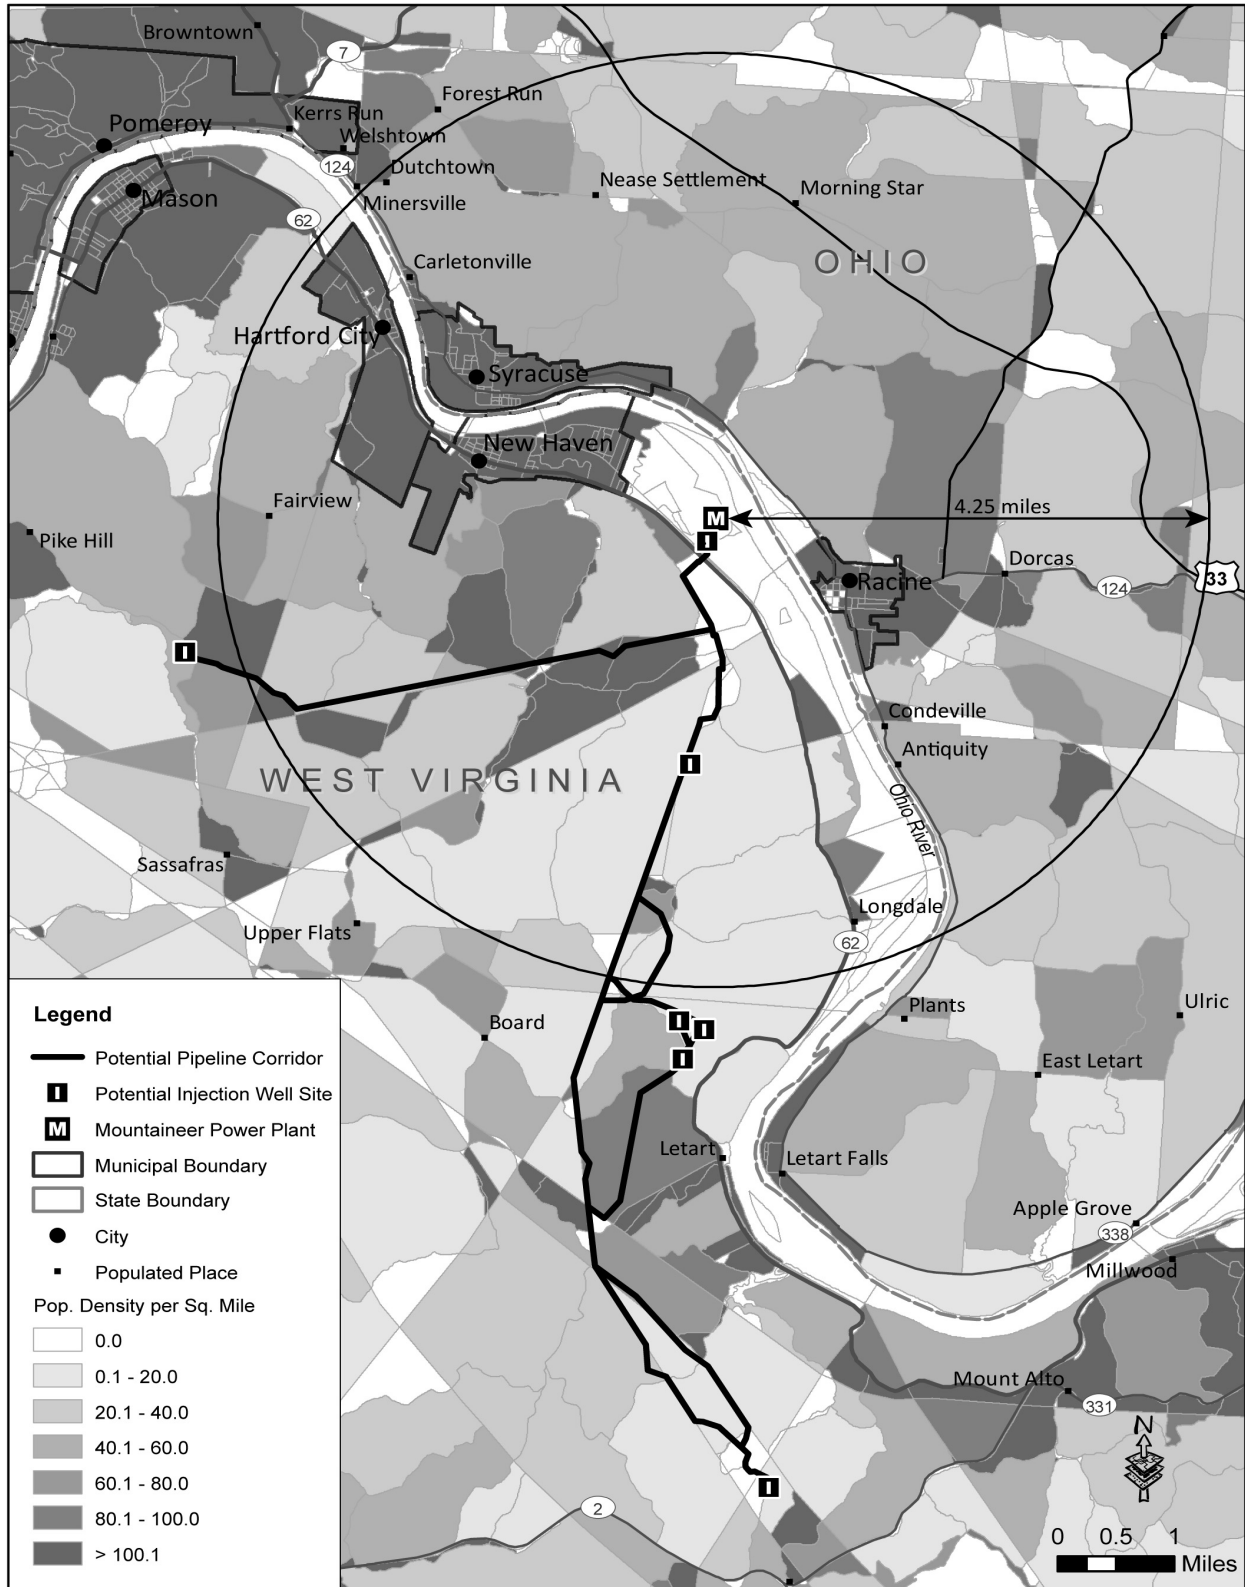 Browntown
7
Forest Run
Kerrs Run
Pomeroy
Welshtown
124
Dutchtown
Nease Settlement
Morning Star
Mason
Minersville
62
OHIO
Carletonville
Hartford City
Syracuse
New Haven
Fairview
M
4.25 miles
Pike Hill
I
Dorcas
33
Racine
124
I
Condeville
Antiquity
I
WEST VIRGINIA
Ohio River
Sassafras
Longdale
Upper Flats
62
Ulric
Plants
I
I
Board
I
East Letart
Letart
Letart Falls
Apple Grove
338
Millwood
Mount Alto
331
N
I
2
0 0.5 1
Miles
Legend
Potential Pipeline Corridor
I Potential Injection Well Site
M Mountaineer Power Plant
Municipal Boundary
State Boundary
City
Populated Place
Pop. Density per Sq. Mile
0.0
0.1 - 20.0
20.1 - 40.0
40.1 - 60.0
60.1 - 80.0
80.1 - 100.0
> 100.1